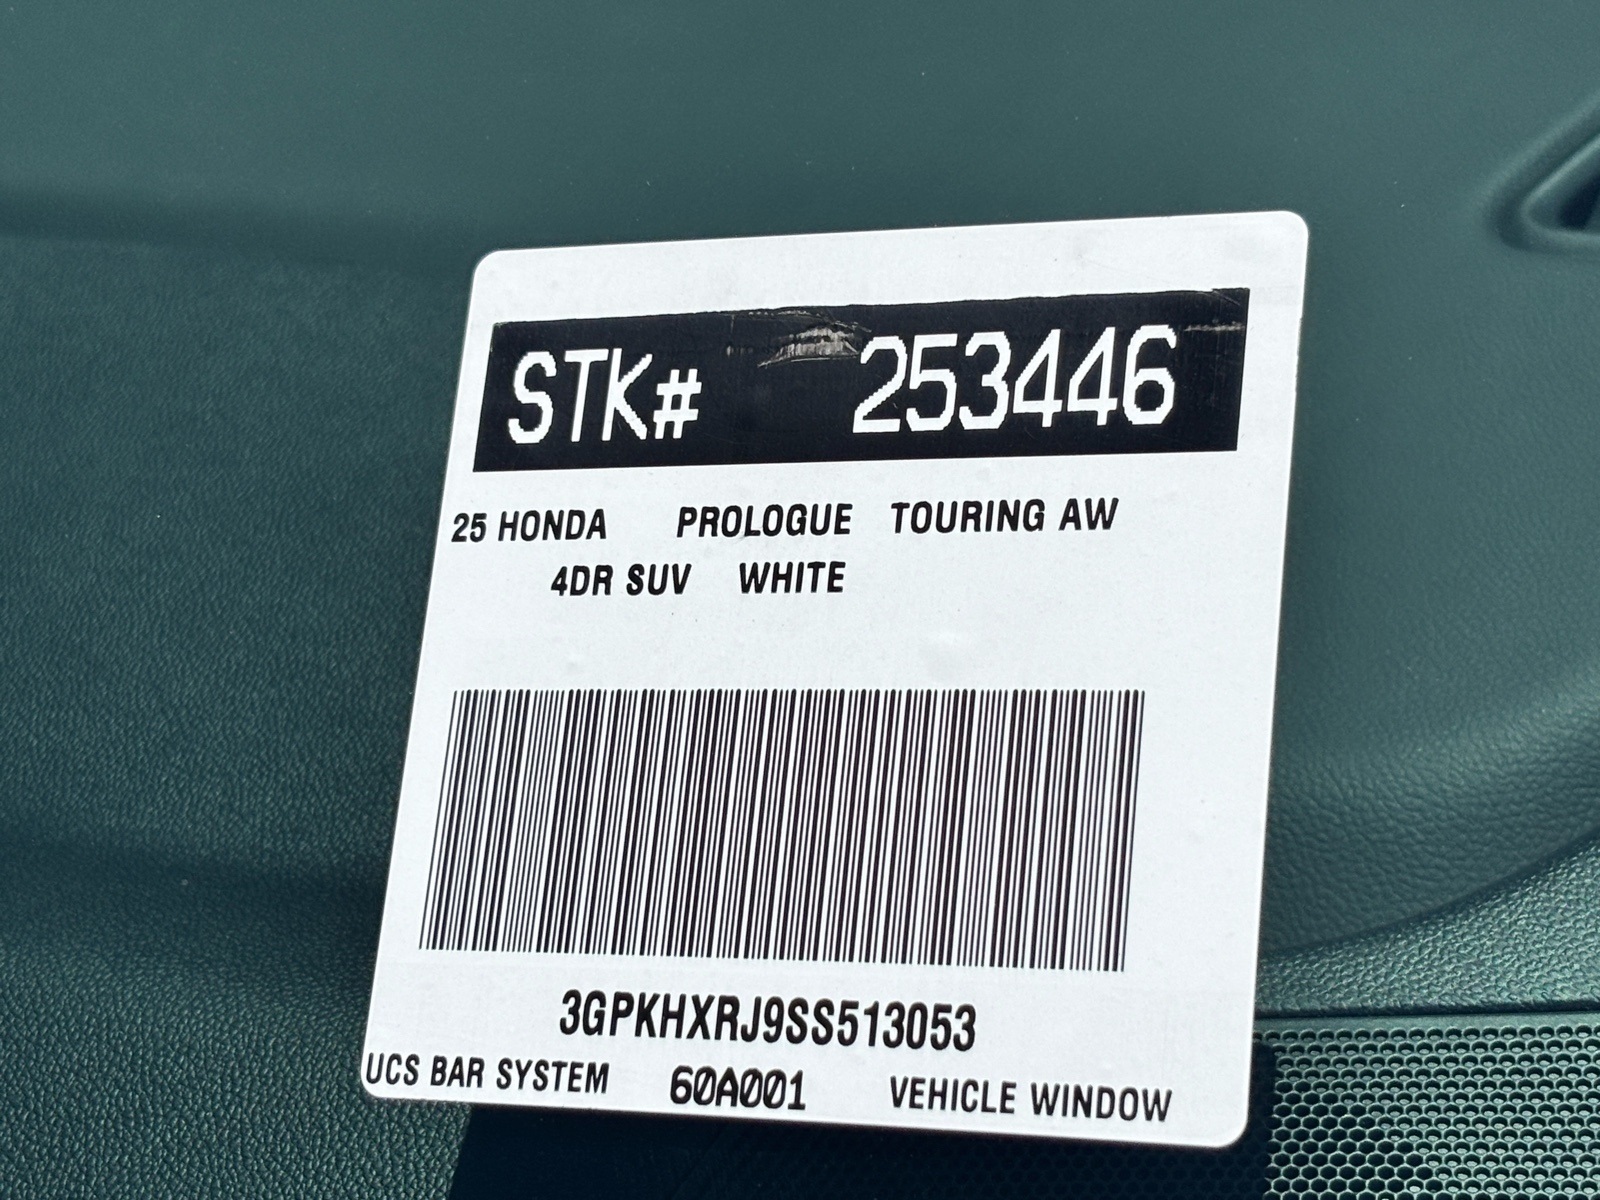 STK# 253446
25 HONDA PROLOGUE TOURING AW
4DR SUV WHITE
3GPKHXRJ9SS513053
UCS BAR SYSTEM 60A001 VEHICLE WINDOW